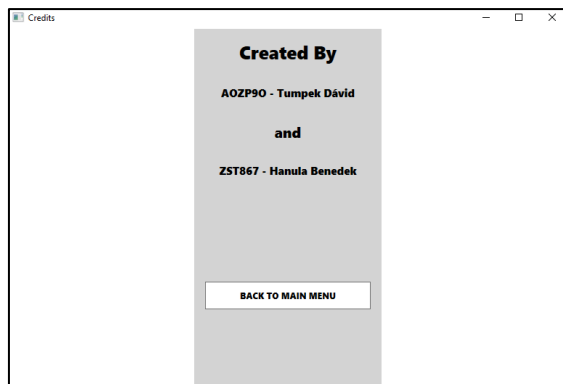 Credits
Created By
AOZP9O - Tumpek Dávid
and
ZST867 - Hanula Benedek
BACK TO MAIN MENU